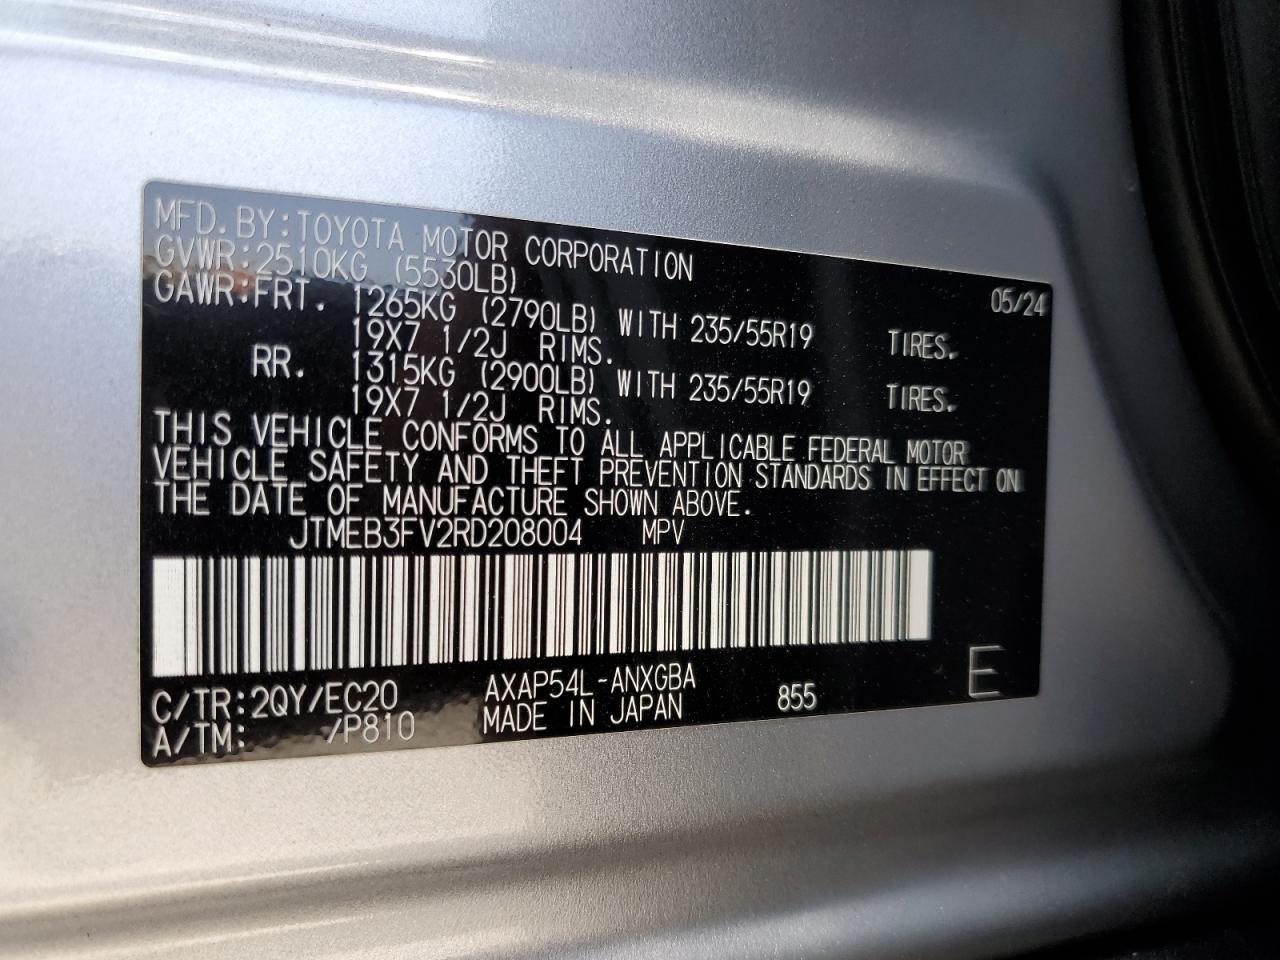 MFD. BY: TOYOTA MOTOR CORPORATION 05/24
GVWR: 2510KG (5530LB)
GAWR: FRT. 1265KG (2790LB) WITH 235/55R19 TIRES.
19X7 1/2J RIMS.
RR. 1315KG (2900LB) WITH 235/55R19 TIRES.
19X7 1/2J RIMS.
THIS VEHICLE CONFORMS TO ALL APPLICABLE FEDERAL MOTOR
VEHICLE SAFETY AND THEFT PREVENTION STANDARDS IN EFFECT ON
THE DATE OF MANUFACTURE SHOWN ABOVE.
JTMEB3FV2RD208004 MPV
C/TR: 2QY/EC20 AXAP54L-ANXGBA 855 E
A/TM: /P810 MADE IN JAPAN